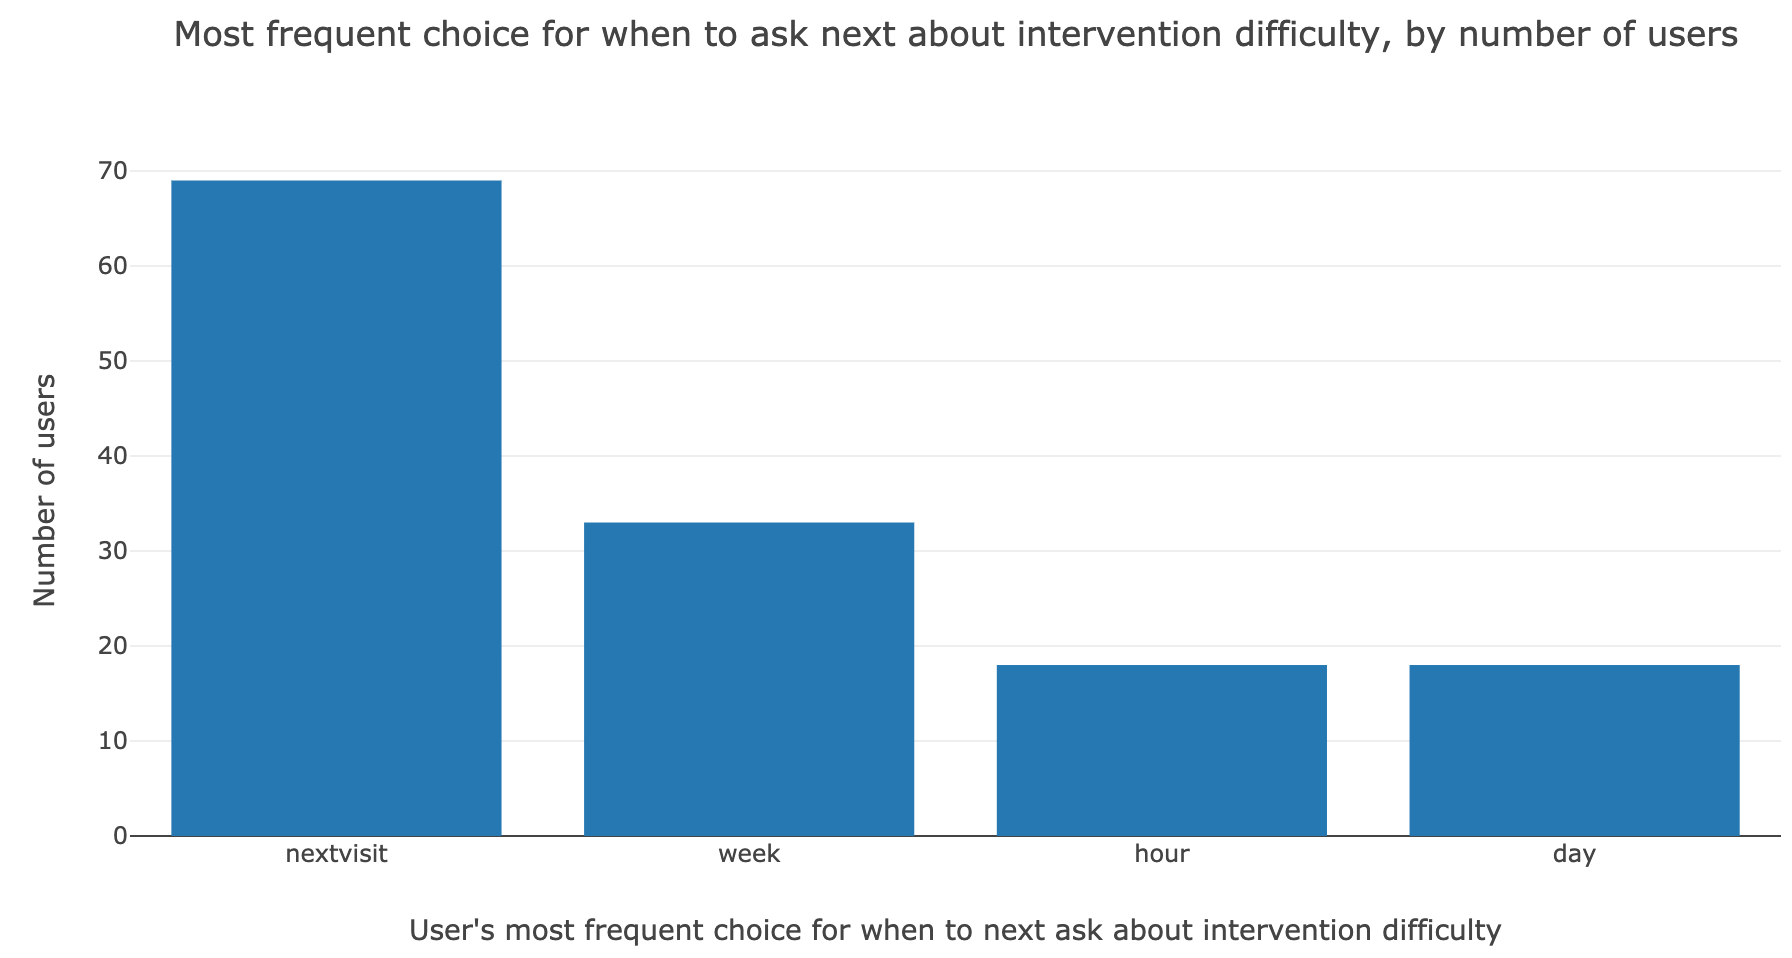 Most frequent choice for when to ask next about intervention difficulty, by number of users
70
60
50
40
30
20
10
0
Number of users
nextvisit
week
hour
day
User's most frequent choice for when to next ask about intervention difficulty